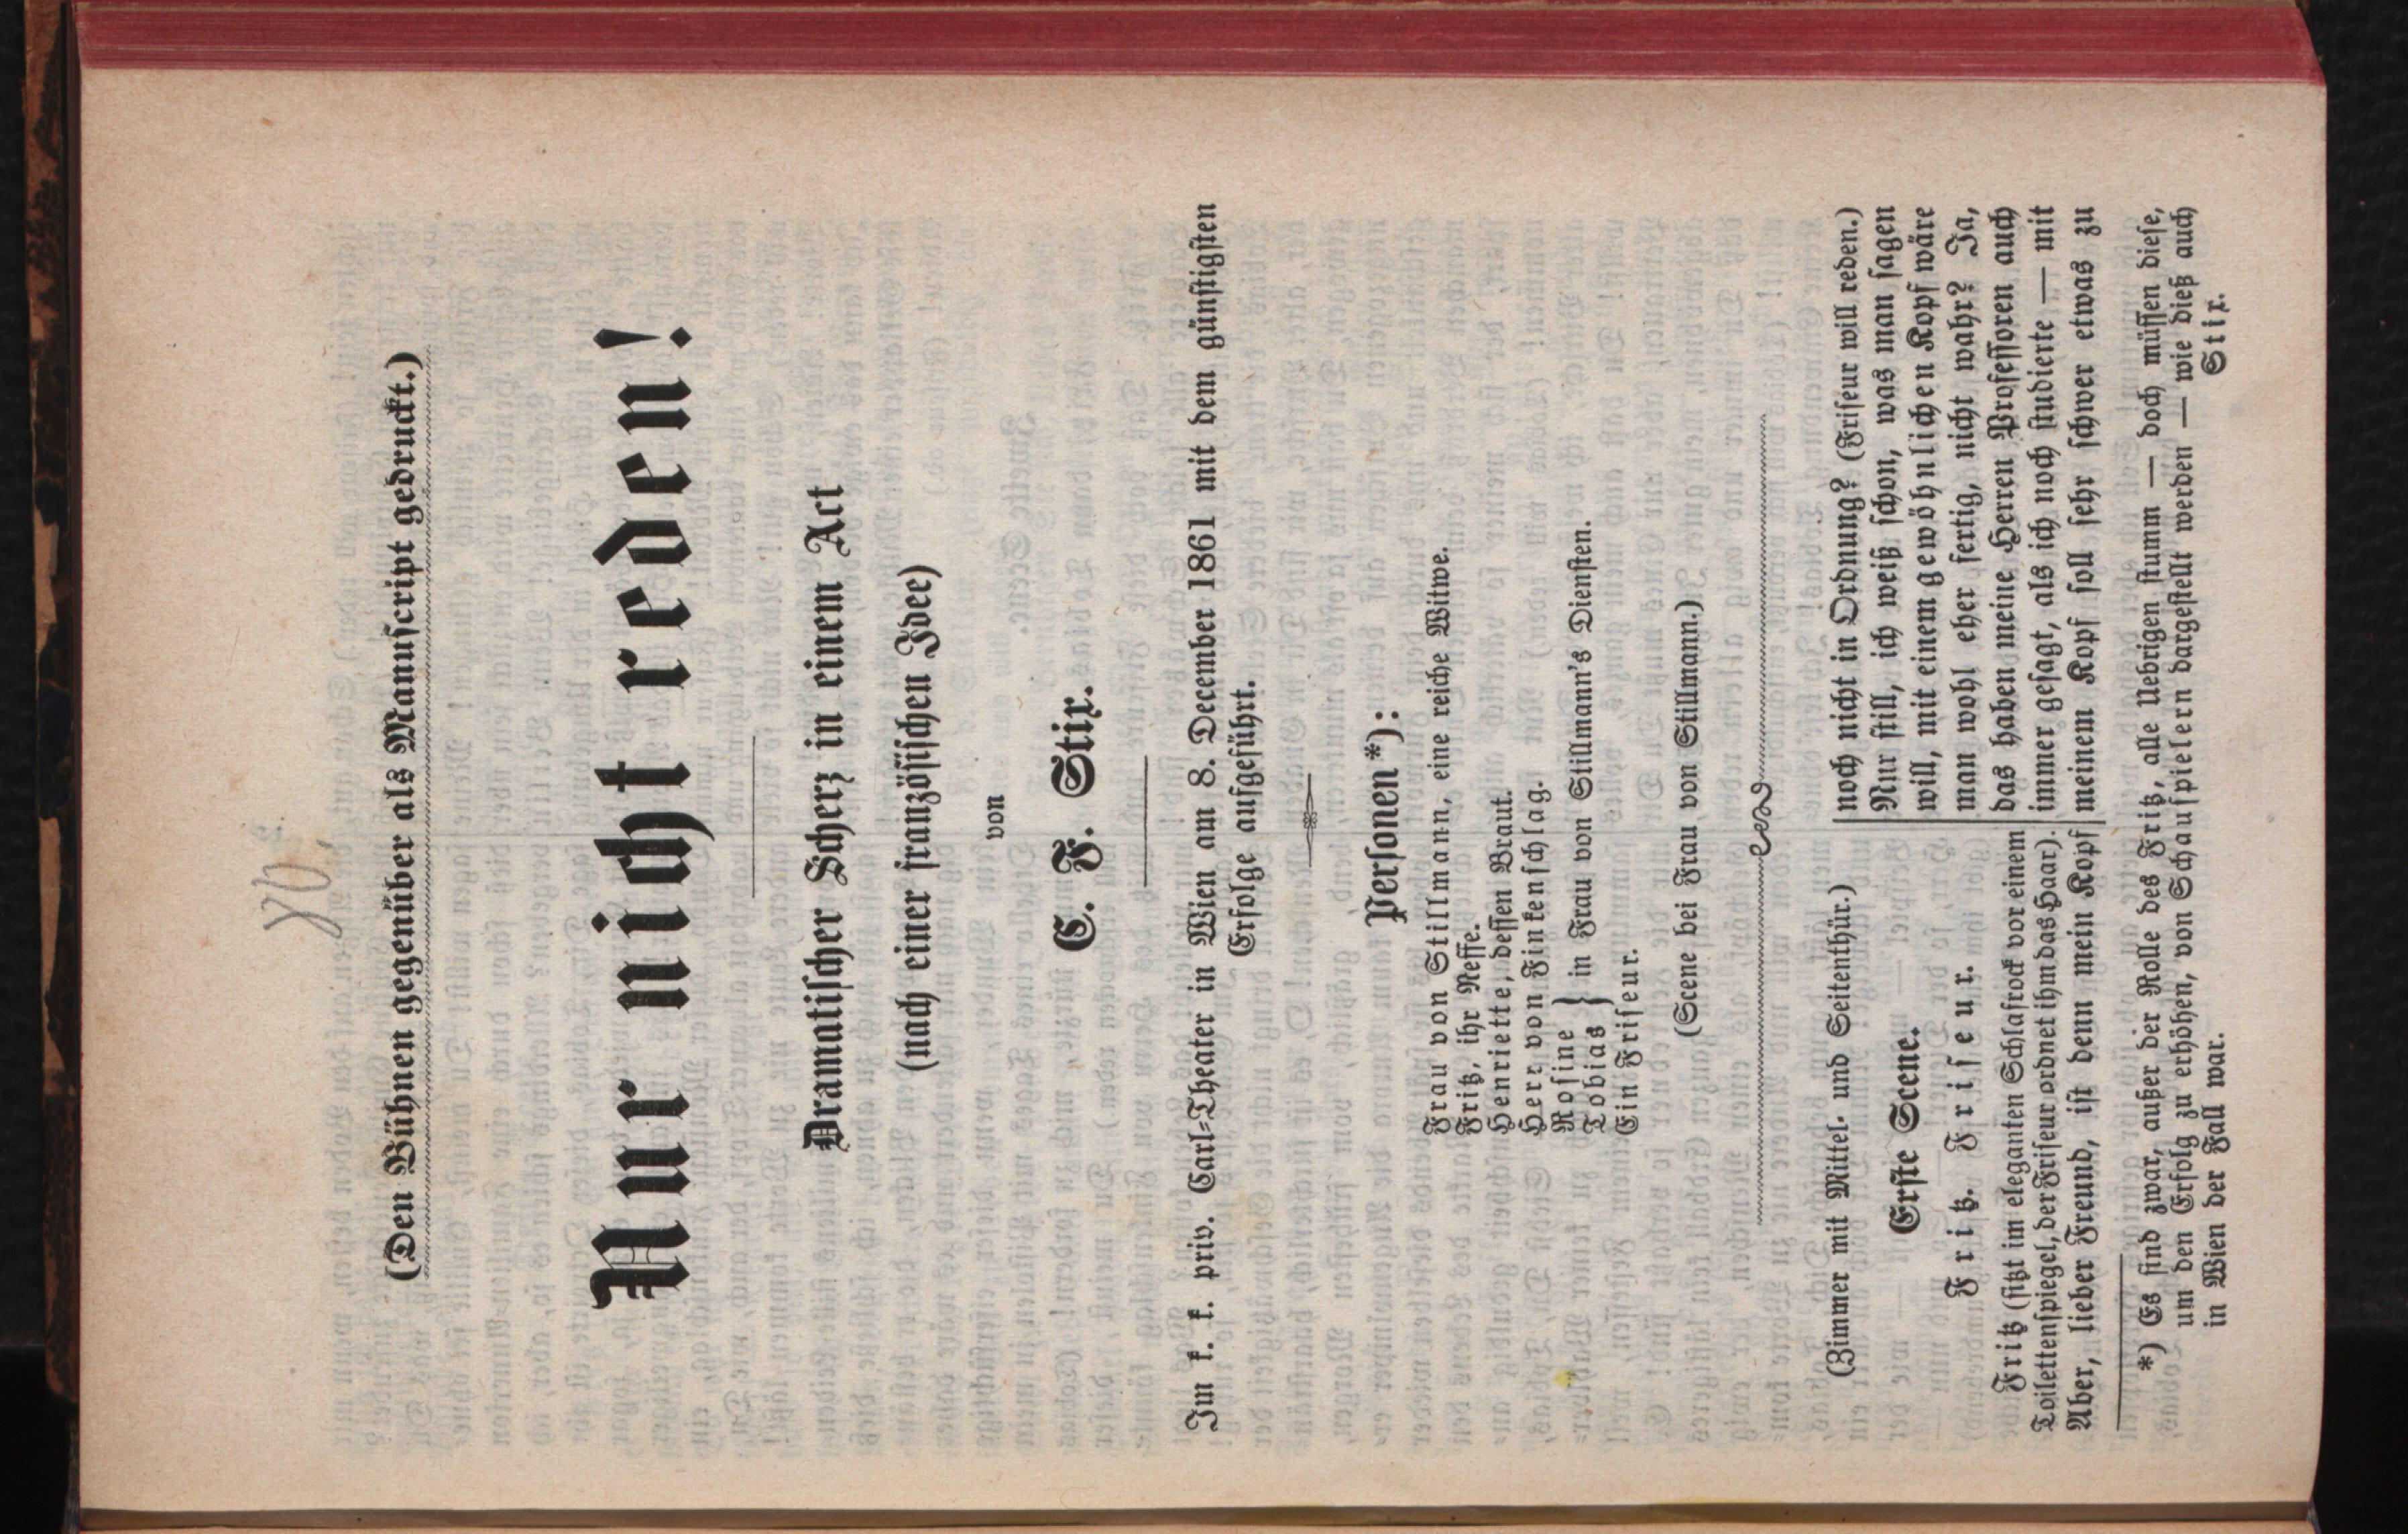 (Den Bühnen gegenüber als Manuscript gedruckt.)
Nur nicht reden!
Dramatischer Scherz in einem Act
(nach einer französischen Idee)
von
C. F. Stix.
Im k. k. priv. Carl-Theater in Wien am 8. December 1861 mit dem günstigsten
Erfolge aufgeführt.
Personen*):
Frau von Stillmann, eine reiche Witwe.
Fritz, ihr Neffe.
Henriette, dessen Braut.
Herr von Finkenschlag.
Rosine } in Frau von Stillmann's Diensten.
Tobias
Ein Friseur.
(Scene bei Frau von Stillmann.)
(Zimmer mit Mittel- und Seitenthür.)
Erste Scene.
Fritz. Friseur.
Fritz (sitzt im eleganten Schlafrock vor einem
Toilettenspiegel, der Friseur ordnet ihm das Haar).
Aber, lieber Freund, ist denn mein Kopf
noch nicht in Ordnung? (Friseur will reden.)
Nur still, ich weiß schon, was man sagen
will, mit einem gewöhnlichen Kopf wäre
man wohl eher fertig, nicht wahr? Ja,
das haben meine Herren Professoren auch
immer gesagt, als ich noch studierte — mit
meinem Kopf soll sehr schwer etwas zu
*) Es sind zwar, außer der Rolle des Fritz, alle Uebrigen stumm — doch müssen diese,
um den Erfolg zu erhöhen, von Schauspielern dargestellt werden — wie dieß auch
in Wien der Fall war.
Stix.